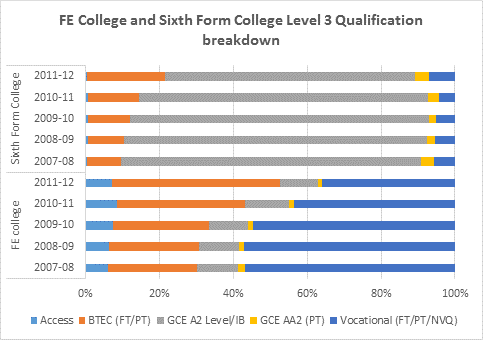 FE College and Sixth Form College Level 3 Qualification
breakdown
Sixth Form College
2011-12
2010-11
2009-10
2008-09
2007-08
FE college
2011-12
2010-11
2009-10
2008-09
2007-08
0% 20% 40% 60% 80% 100%
Access BTEC (FT/PT) GCE A2 Level/IB GCE AA2 (PT) Vocational (FT/PT/NVQ)